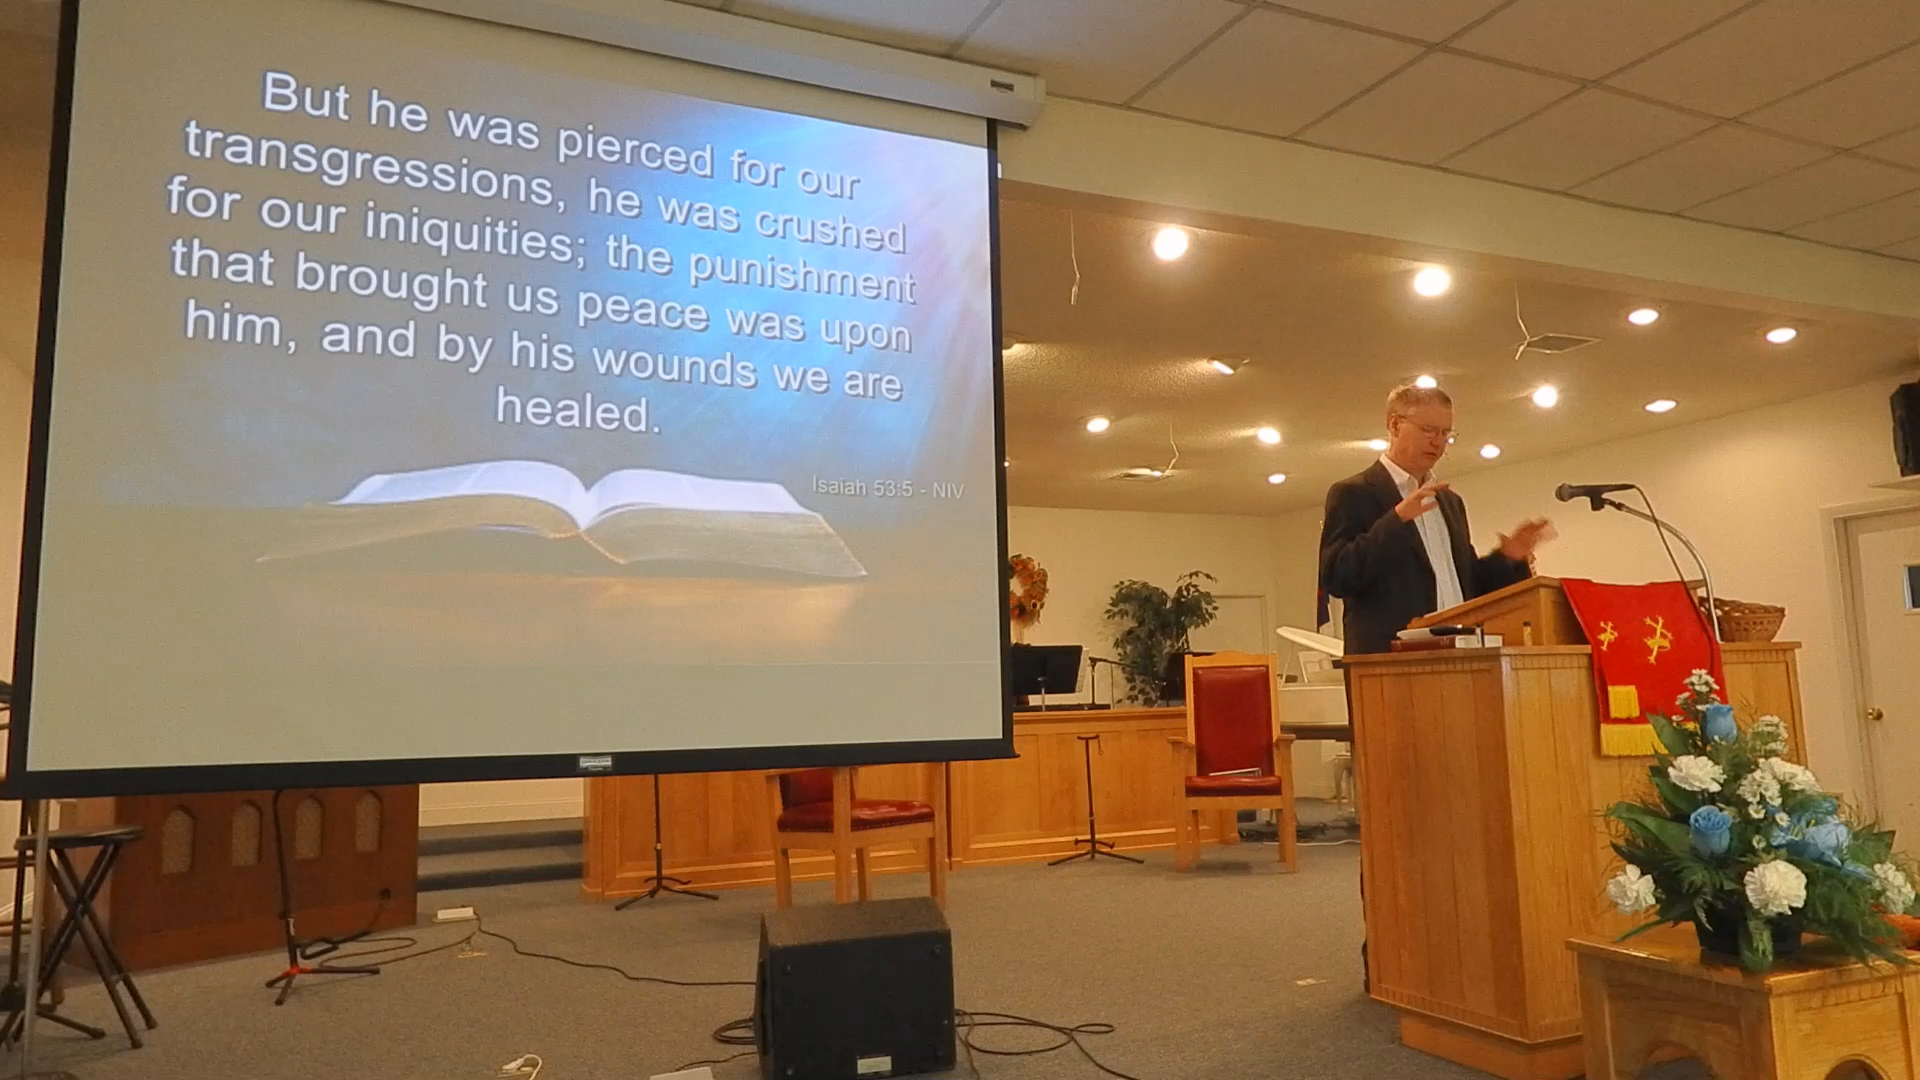 But he was pierced for our
transgressions, he was crushed
for our iniquities; the punishment
that brought us peace was upon
him, and by his wounds we are
healed.
Isaiah 53:5 - NIV